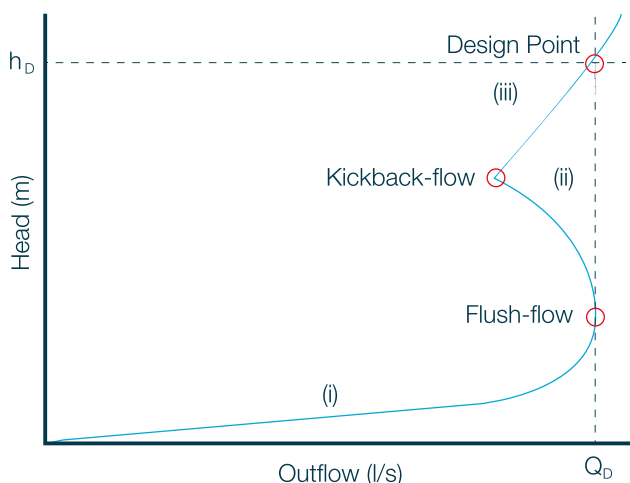 Design Point
h_D
(iii)
Kickback-flow
(ii)
Head (m)
Flush-flow
(i)
Outflow (l/s)
Q_D